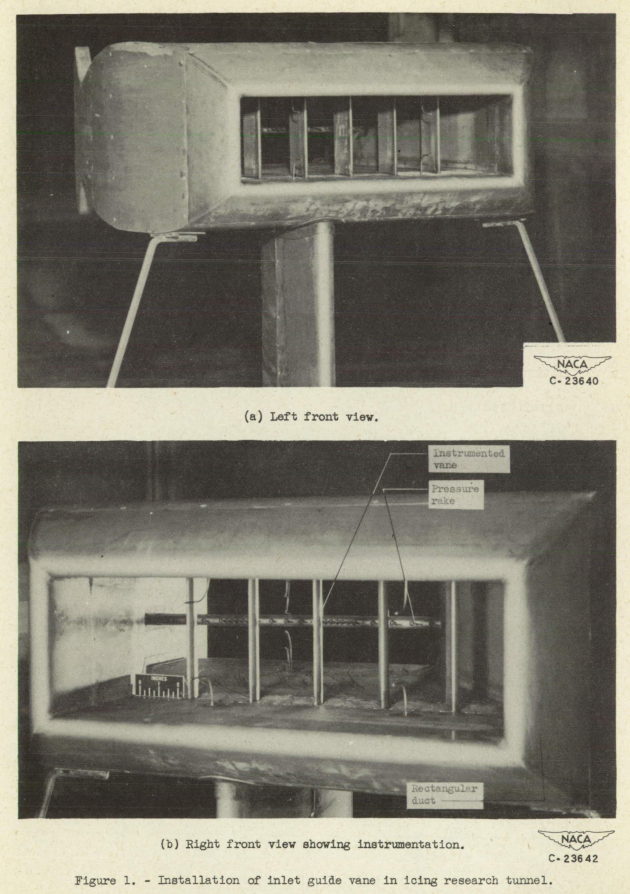 NACA
C-23640
(a) Left front view.
Instrumented
vane
Pressure
rake
INCHES
Rectangular
duct
(b) Right front view showing instrumentation.
NACA
C-23642
Figure 1. - Installation of inlet guide vane in icing research tunnel.